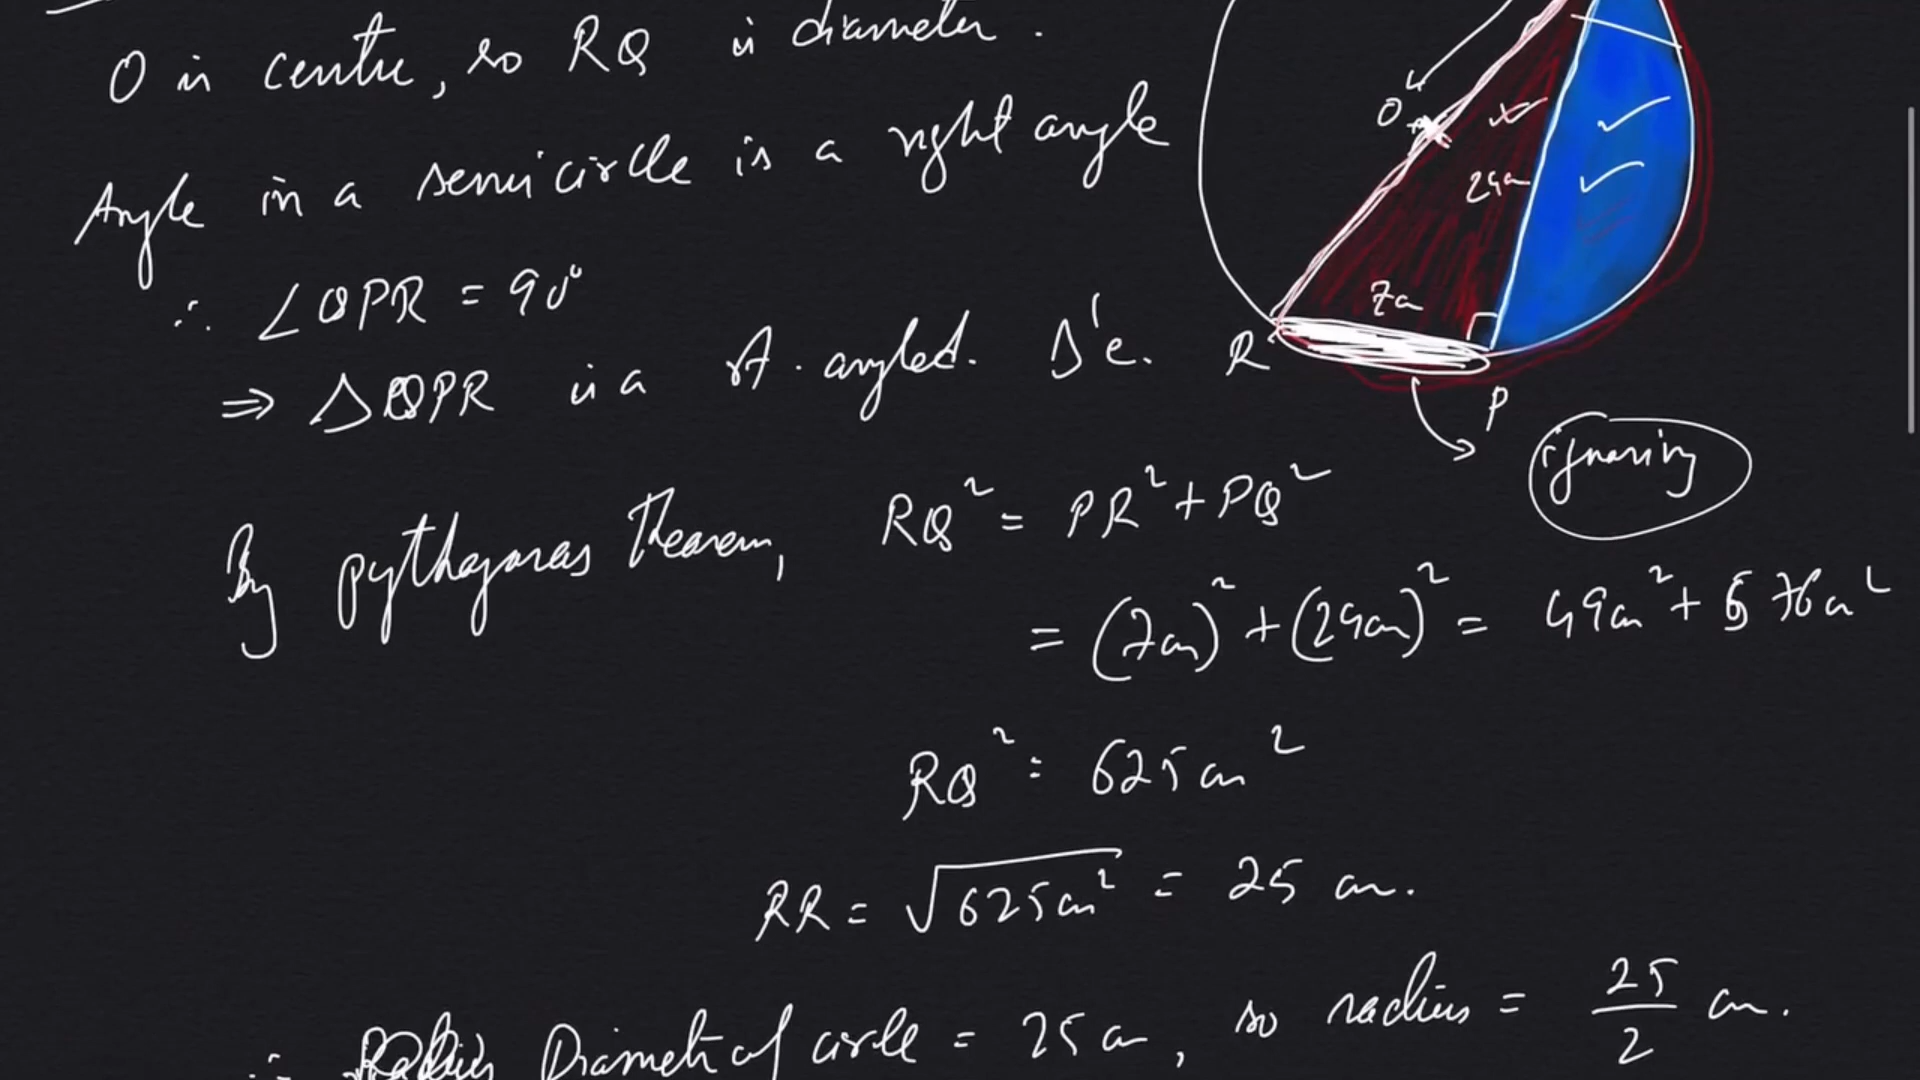 O is centre, so RQ is diameter.
Angle in a semicircle is a right angle
∴ ∠QPR = 90°
⇒ △QPR is a rt. angled. Δ'e.
O
24cm
7cm
R
P
ignoring
By pythagoras Theorem, RQ² = PR² + PQ²
= (7cm)² + (24cm)² = 49cm² + 576cm²
RQ² = 625cm²
RR = √625cm² = 25 cm.
∴ Diameter of circle = 25cm, so radius = 25/2 cm.